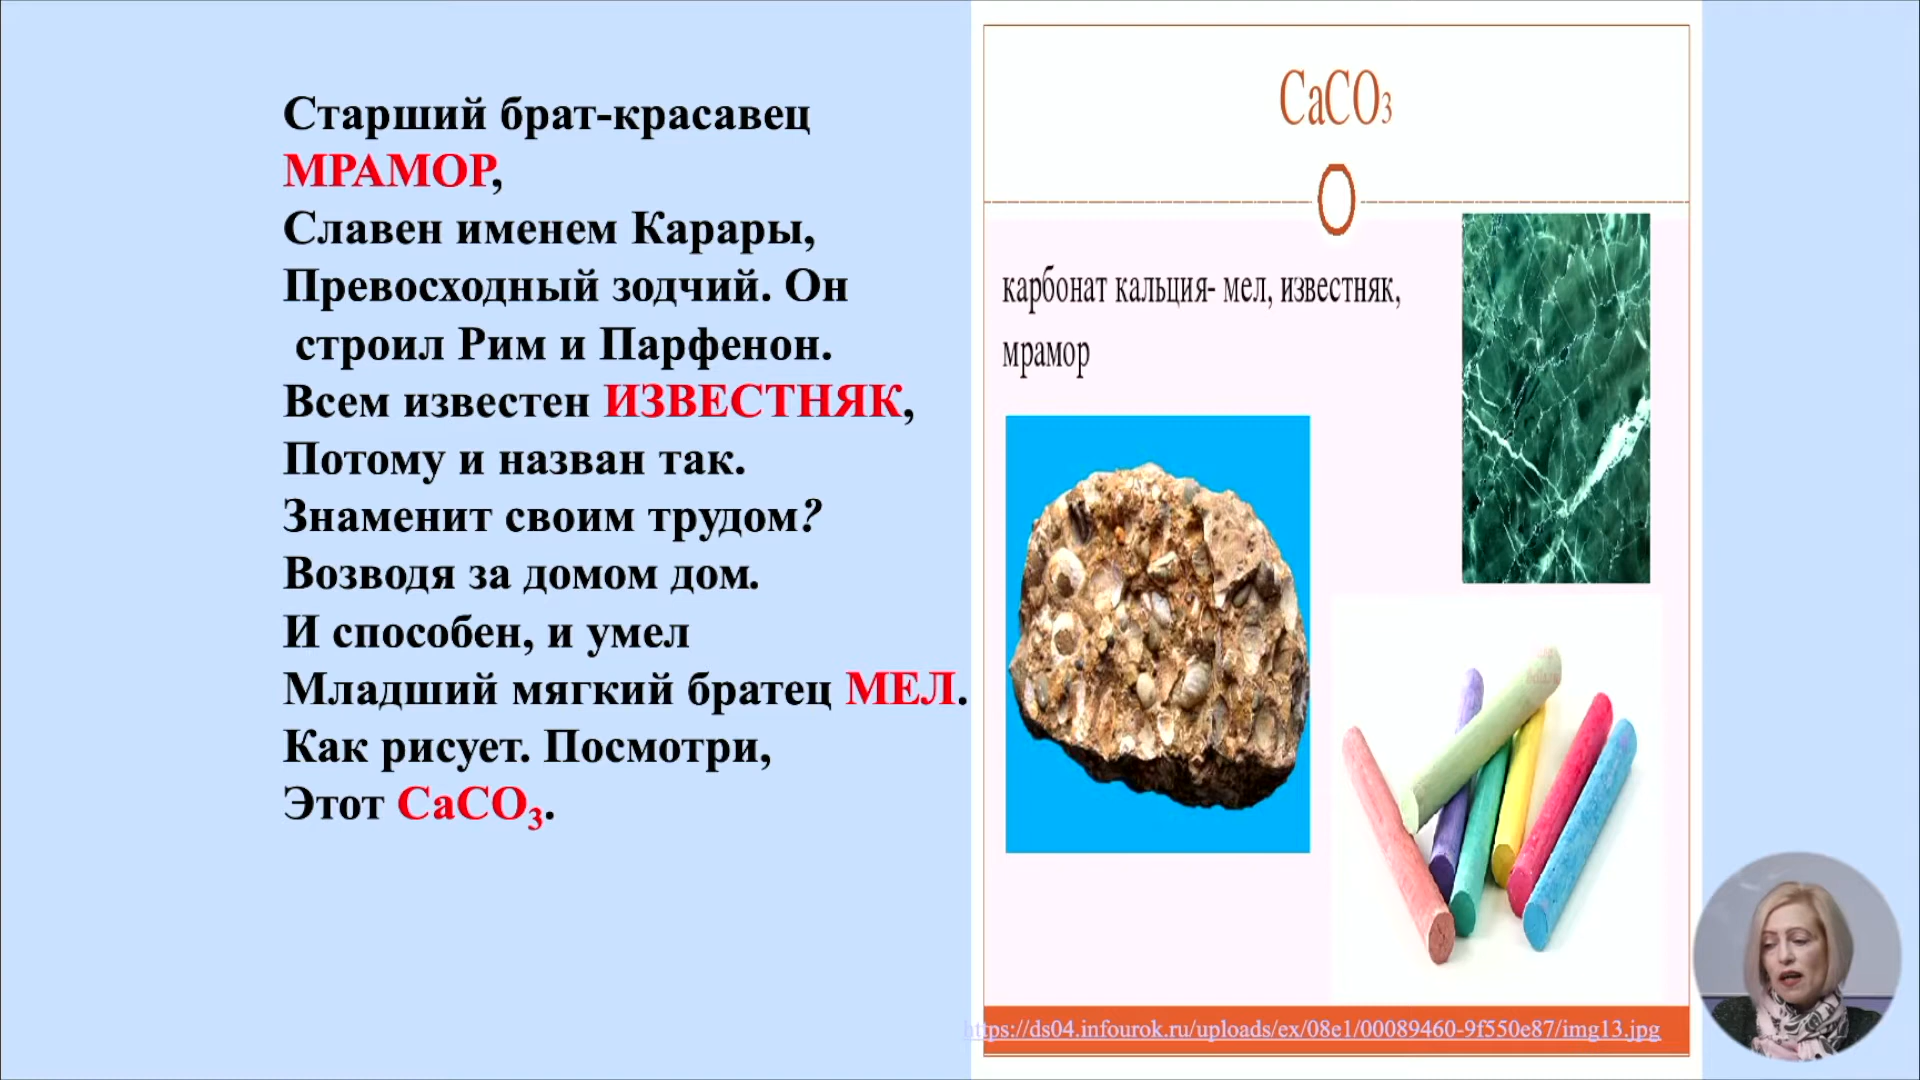 Старший брат-красавец
МРАМОР,
Славен именем Карары,
Превосходный зодчий. Он
строил Рим и Парфенон.
Всем известен ИЗВЕСТНЯК,
Потому и назван так.
Знаменит своим трудом?
Возводя за домом дом.
И способен, и умел
Младший мягкий братец МЕЛ.
Как рисует. Посмотри,
Этот CaCO₃.
CaCO₃
карбонат кальция- мел, известняк,
мрамор
https://ds04.infourok.ru/uploads/ex/08e1/00089460-9f550e87/img13.jpg